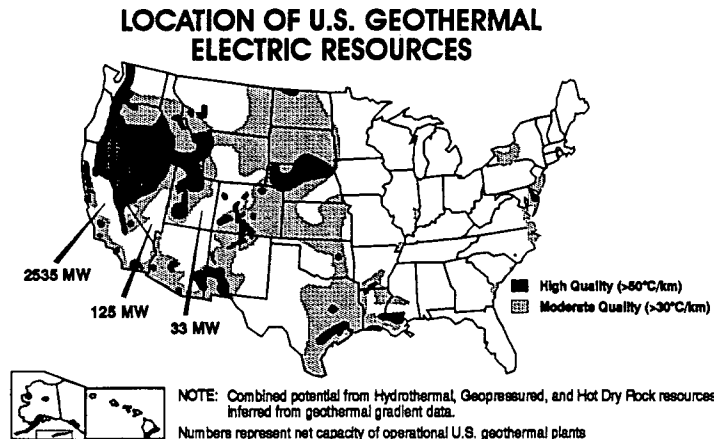 LOCATION OF U.S. GEOTHERMAL
ELECTRIC RESOURCES
2535 MW
125 MW
33 MW
High Quality (>50°C/km)
Moderate Quality (>30°C/km)
NOTE: Combined potential from Hydrothermal, Geopressured, and Hot Dry Rock resources
inferred from geothermal gradient data.
Numbers represent net capacity of operational U.S. geothermal plants